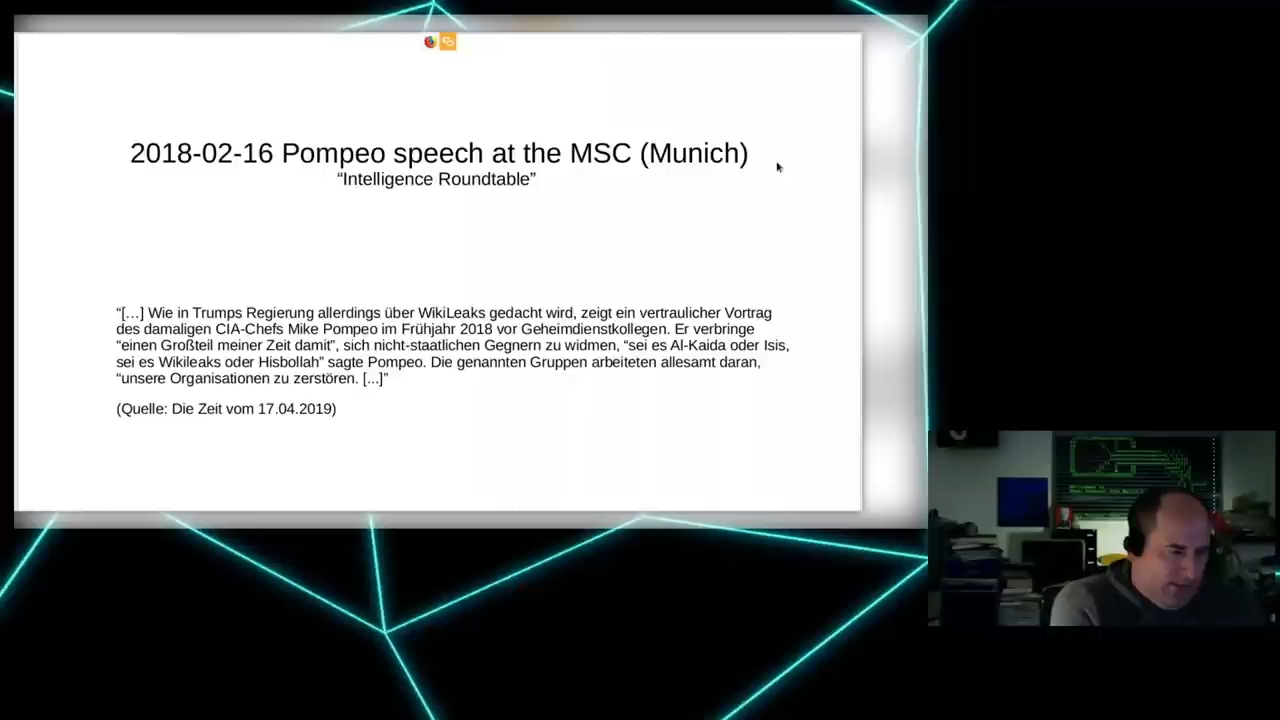 2018-02-16 Pompeo speech at the MSC (Munich)
“Intelligence Roundtable”
“[…] Wie in Trumps Regierung allerdings über WikiLeaks gedacht wird, zeigt ein vertraulicher Vortrag
des damaligen CIA-Chefs Mike Pompeo im Frühjahr 2018 vor Geheimdienstkollegen. Er verbringe
“einen Großteil meiner Zeit damit”, sich nicht-staatlichen Gegnern zu widmen, “sei es Al-Kaida oder Isis,
sei es Wikileaks oder Hisbollah” sagte Pompeo. Die genannten Gruppen arbeiteten allesamt daran,
“unsere Organisationen zu zerstören. [...]”
(Quelle: Die Zeit vom 17.04.2019)